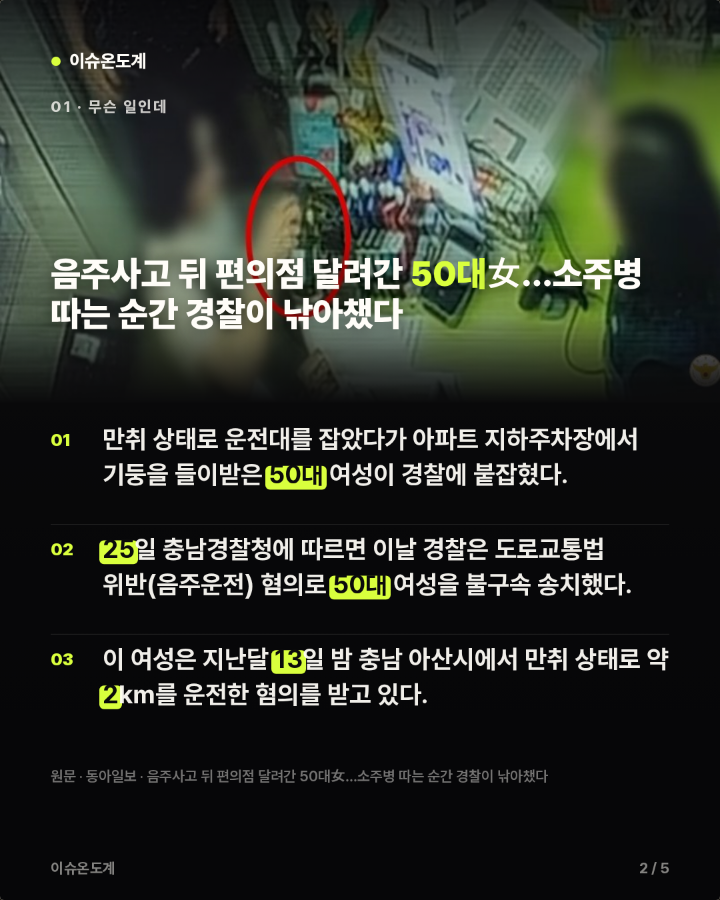 이슈온도계
01 · 무슨 일인데
음주사고 뒤 편의점 달려간 50대女…소주병
따는 순간 경찰이 낚아챘다
01 만취 상태로 운전대를 잡았다가 아파트 지하주차장에서
기둥을 들이받은 50대 여성이 경찰에 붙잡혔다.
02 25일 충남경찰청에 따르면 이날 경찰은 도로교통법
위반(음주운전) 혐의로 50대 여성을 불구속 송치했다.
03 이 여성은 지난달 13일 밤 충남 아산시에서 만취 상태로 약
2km를 운전한 혐의를 받고 있다.
원문 · 동아일보 · 음주사고 뒤 편의점 달려간 50대女…소주병 따는 순간 경찰이 낚아챘다
이슈온도계
2 / 5